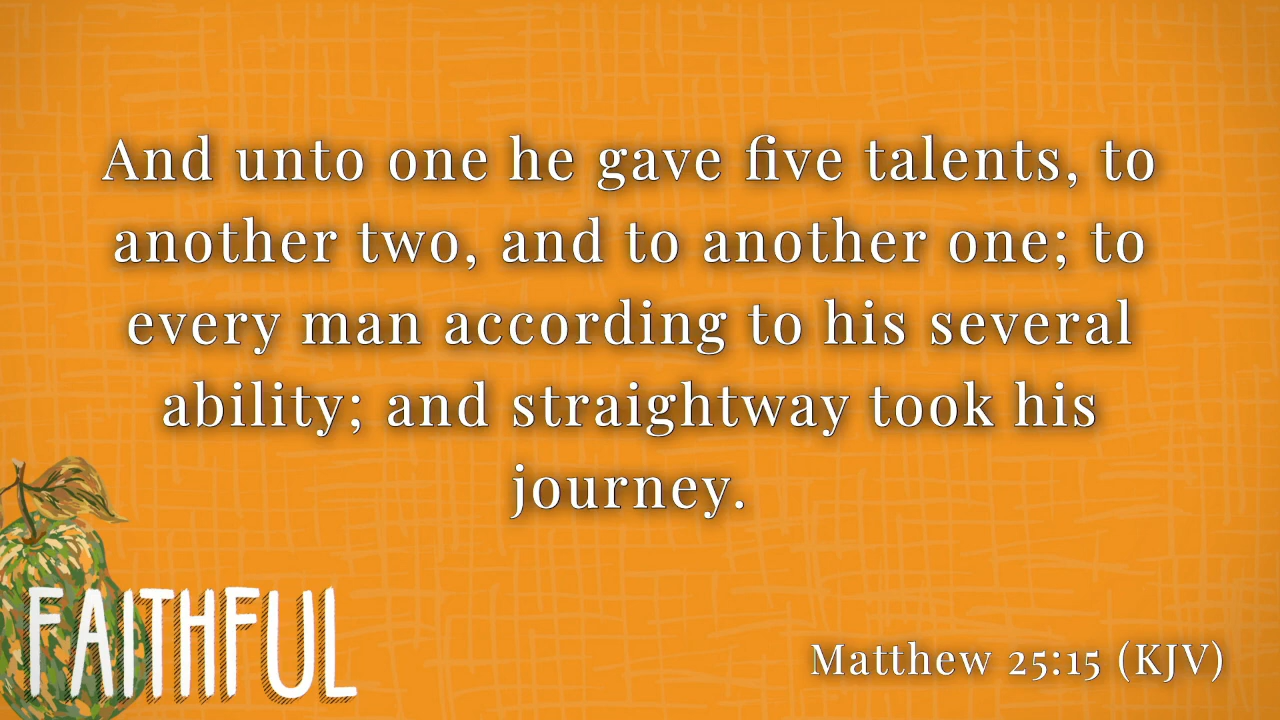 And unto one he gave five talents, to
another two, and to another one; to
every man according to his several
ability; and straightway took his
journey.
FAITHFUL
Matthew 25:15 (KJV)